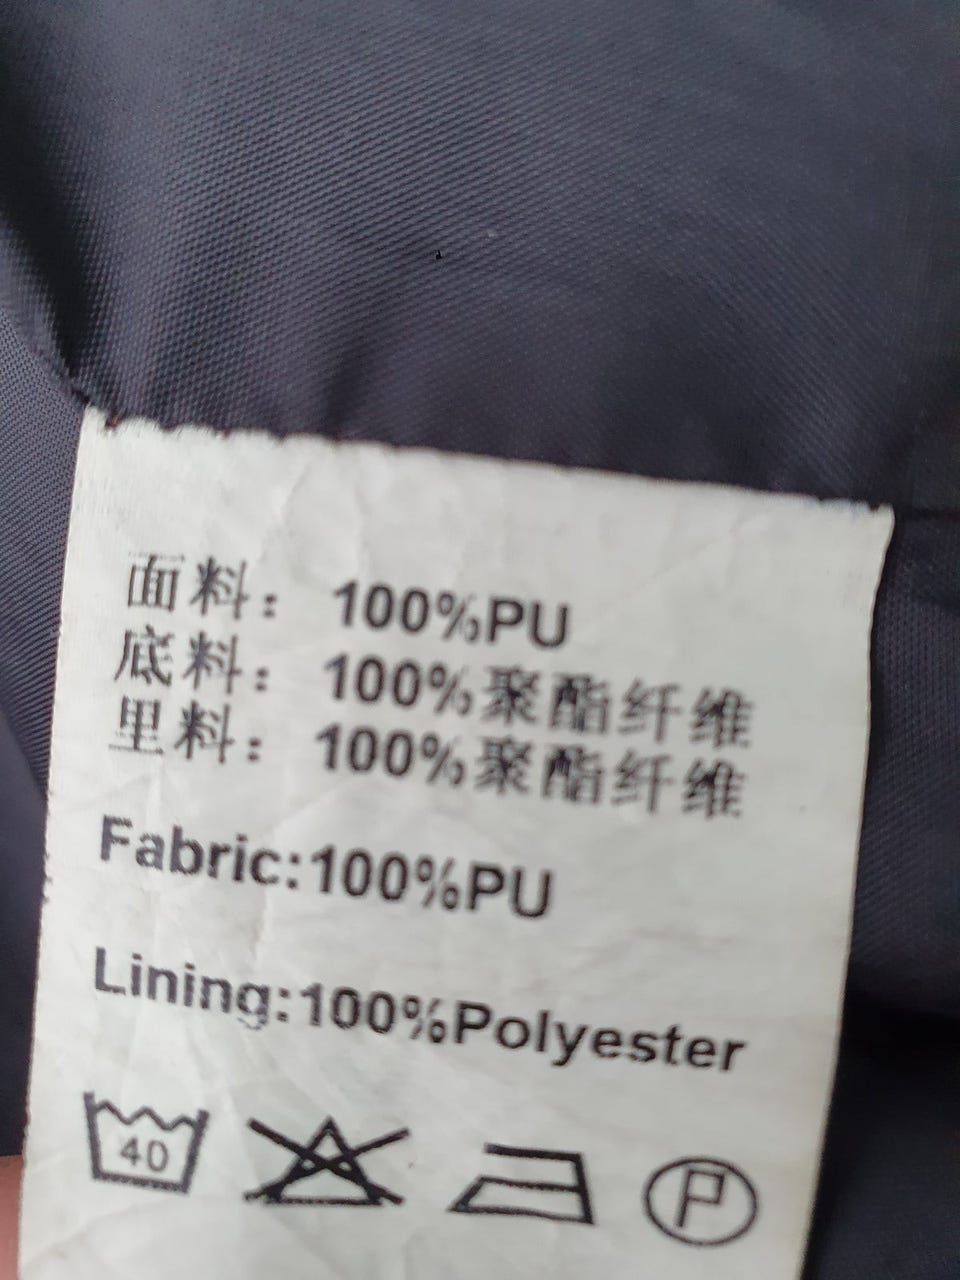 面料：100%PU
底料：100%聚酯纤维
里料：100%聚酯纤维
Fabric:100%PU
Lining:100%Polyester
40 P